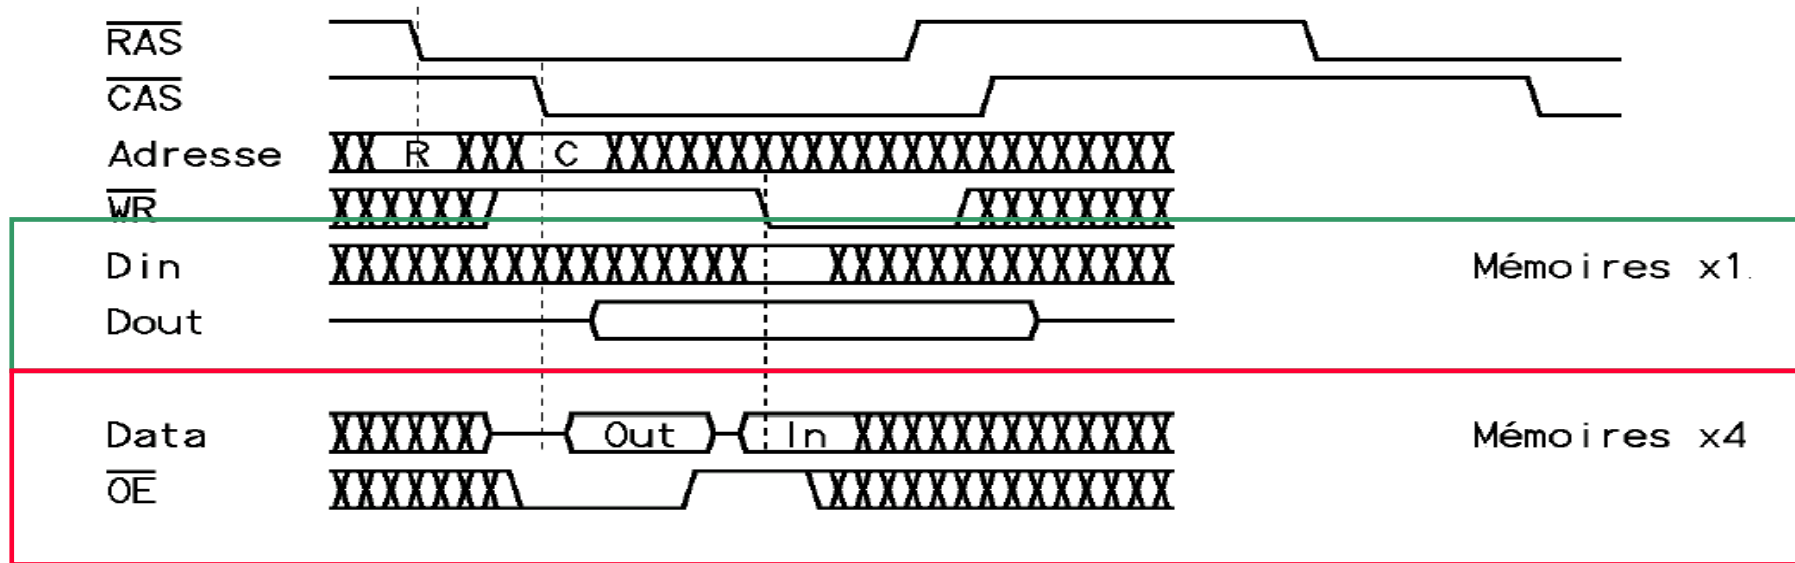 RAS
CAS
Adresse R C
WR
Din Mémoires x1.
Dout
Data Out In Mémoires x4
OE